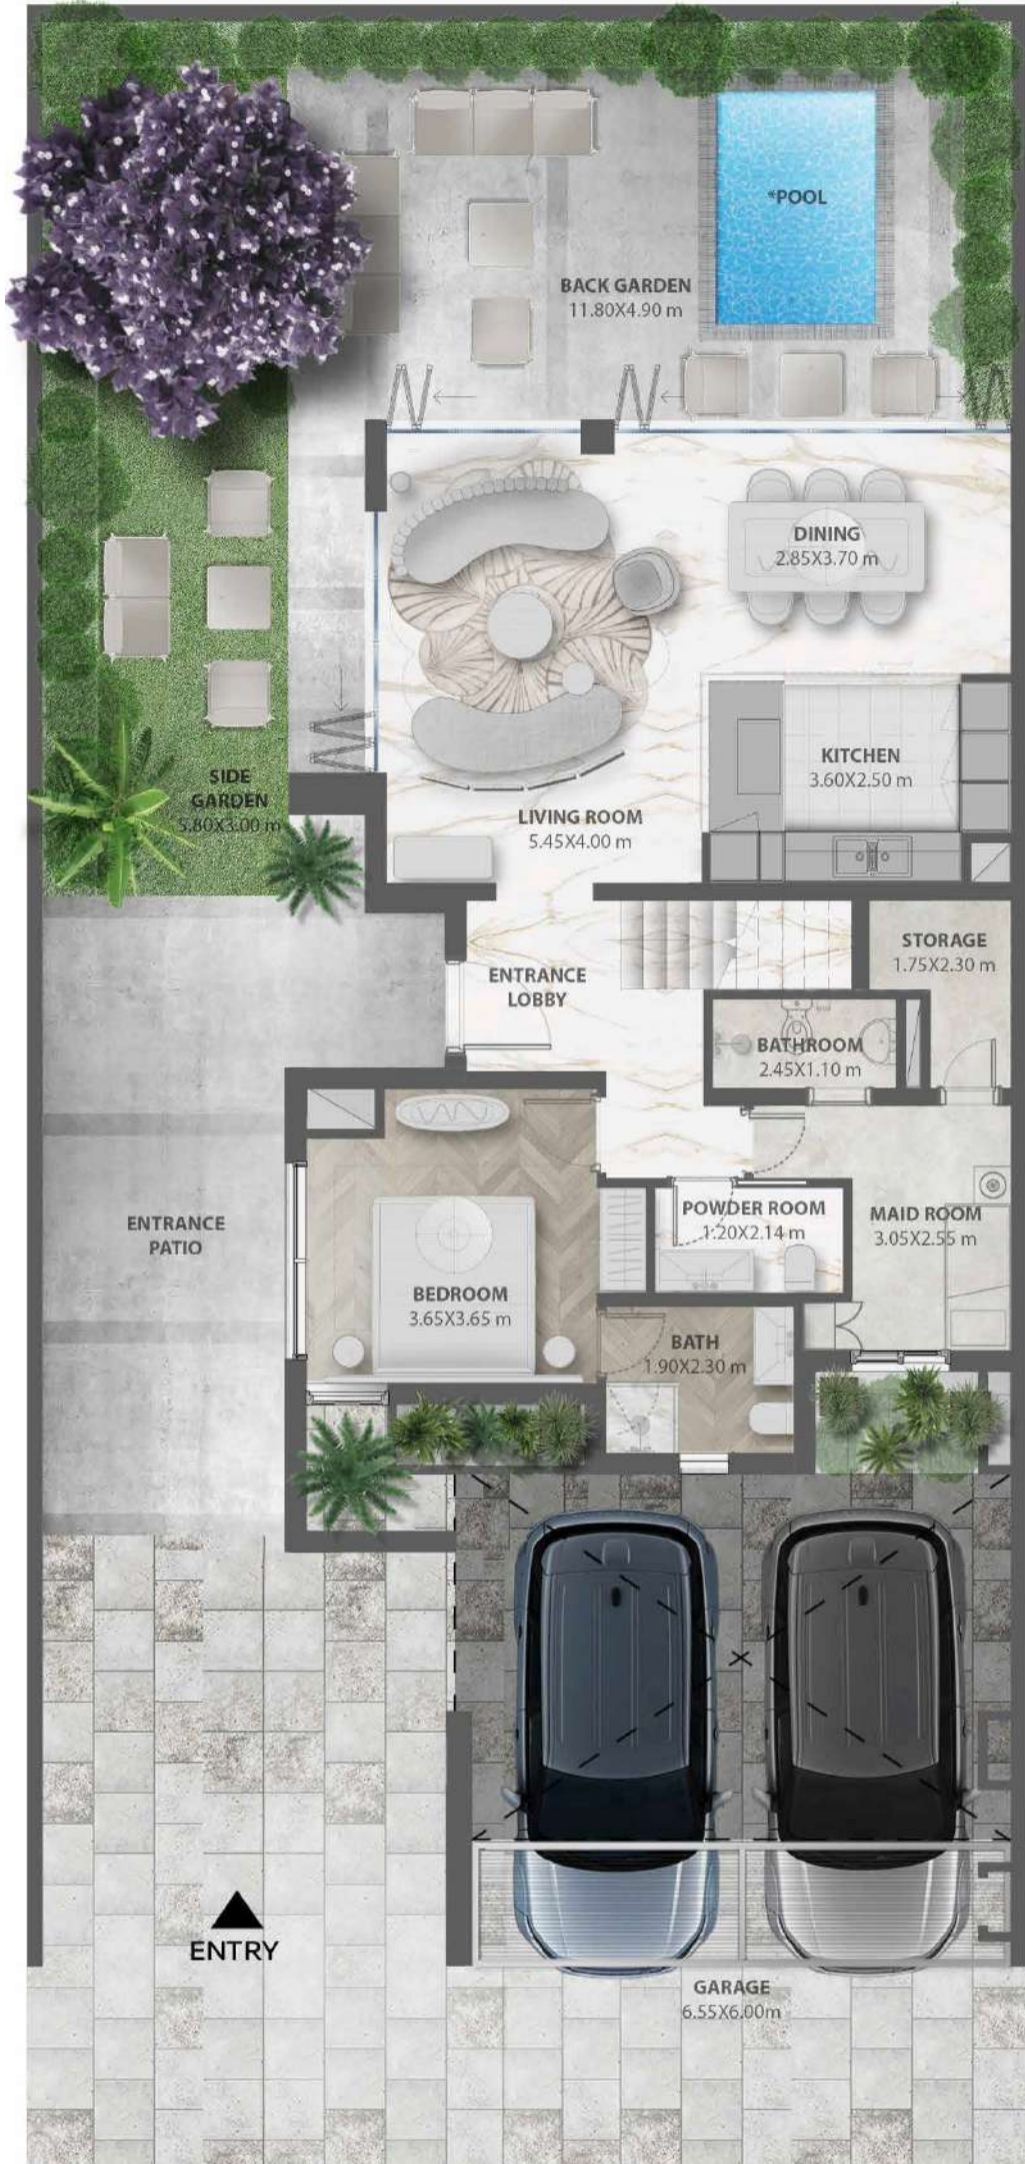 *POOL
BACK GARDEN
11.80X4.90 m
DINING
2.85X3.70 m
KITCHEN
3.60X2.50 m
SIDE
GARDEN
5.80X3.00 m
LIVING ROOM
5.45X4.00 m
STORAGE
1.75X2.30 m
ENTRANCE
LOBBY
BATHROOM
2.45X1.10 m
ENTRANCE
PATIO
POWDER ROOM
1.20X2.14 m
MAID ROOM
3.05X2.55 m
BEDROOM
3.65X3.65 m
BATH
1.90X2.30 m
ENTRY
GARAGE
6.55X6.00m